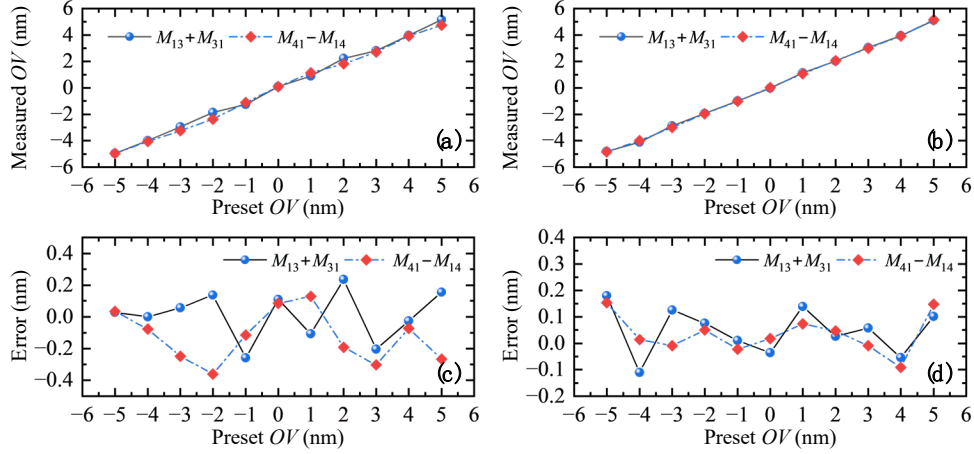 6
4
2
0
−2
−4
−6
Measured OV (nm)
M13+M31 M41−M14
(a)
−6 −5 −4 −3 −2 −1 0 1 2 3 4 5 6
Preset OV (nm)
6
4
2
0
−2
−4
−6
Measured OV (nm)
M13+M31 M41−M14
(b)
−6 −5 −4 −3 −2 −1 0 1 2 3 4 5 6
Preset OV (nm)
0.4
0.2
0.0
−0.2
−0.4
Error (nm)
M13+M31 M41−M14
(c)
−6 −5 −4 −3 −2 −1 0 1 2 3 4 5 6
Preset OV (nm)
0.4
0.3
0.2
0.1
0.0
−0.1
−0.2
Error (nm)
M13+M31 M41−M14
(d)
−6 −5 −4 −3 −2 −1 0 1 2 3 4 5 6
Preset OV (nm)